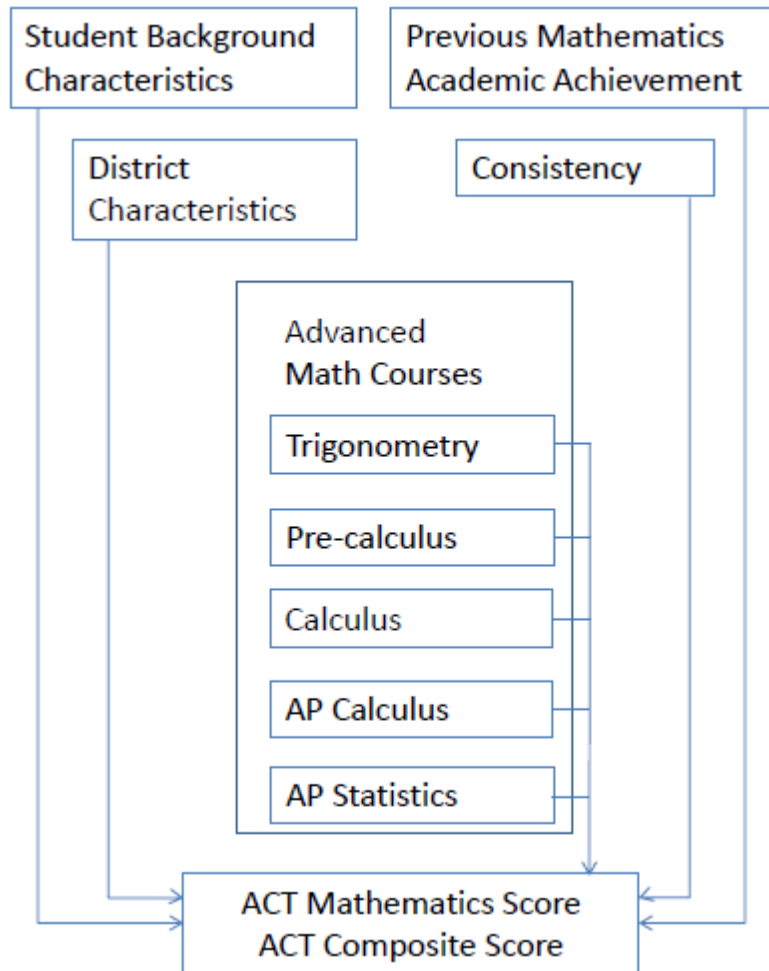 Student Background
Characteristics
Previous Mathematics
Academic Achievement
District
Characteristics
Consistency
Advanced
Math Courses
Trigonometry
Pre-calculus
Calculus
AP Calculus
AP Statistics
ACT Mathematics Score
ACT Composite Score